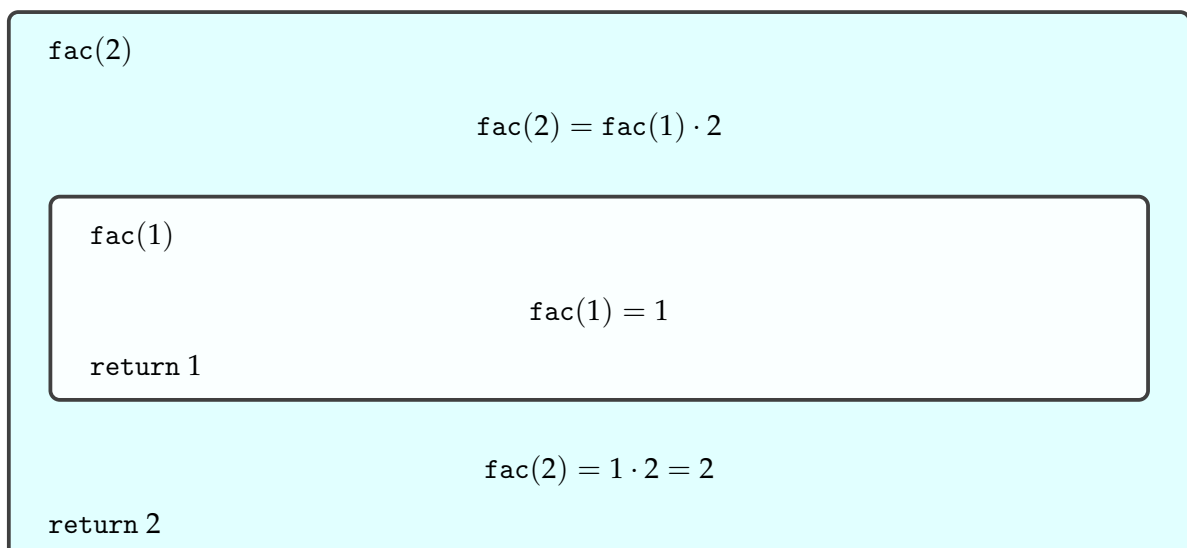 fac(2)
fac(2) = fac(1) · 2
fac(1)
fac(1) = 1
return 1
fac(2) = 1 · 2 = 2
return 2